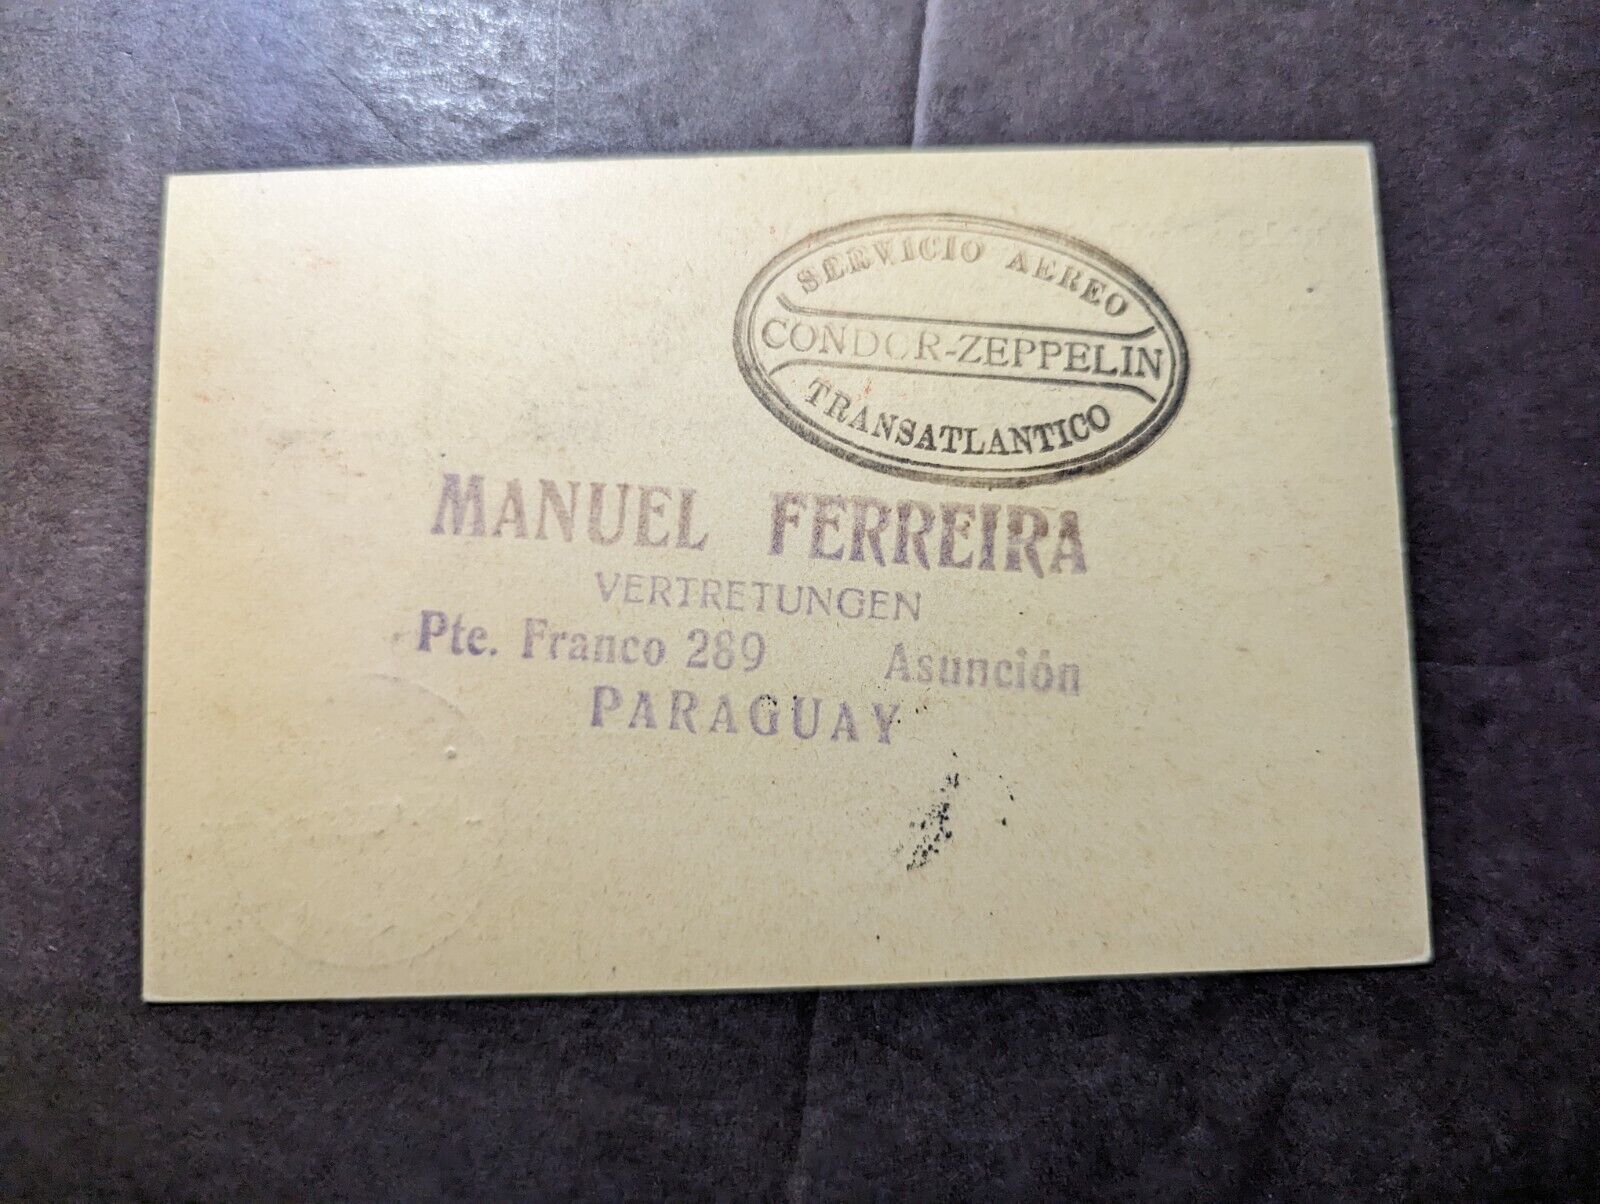 SERVICIO AEREO
CONDOR-ZEPPELIN
TRANSATLANTICO
MANUEL FERREIRA
VERTRETUNGEN
Pte. Franco 289 Asunción
PARAGUAY